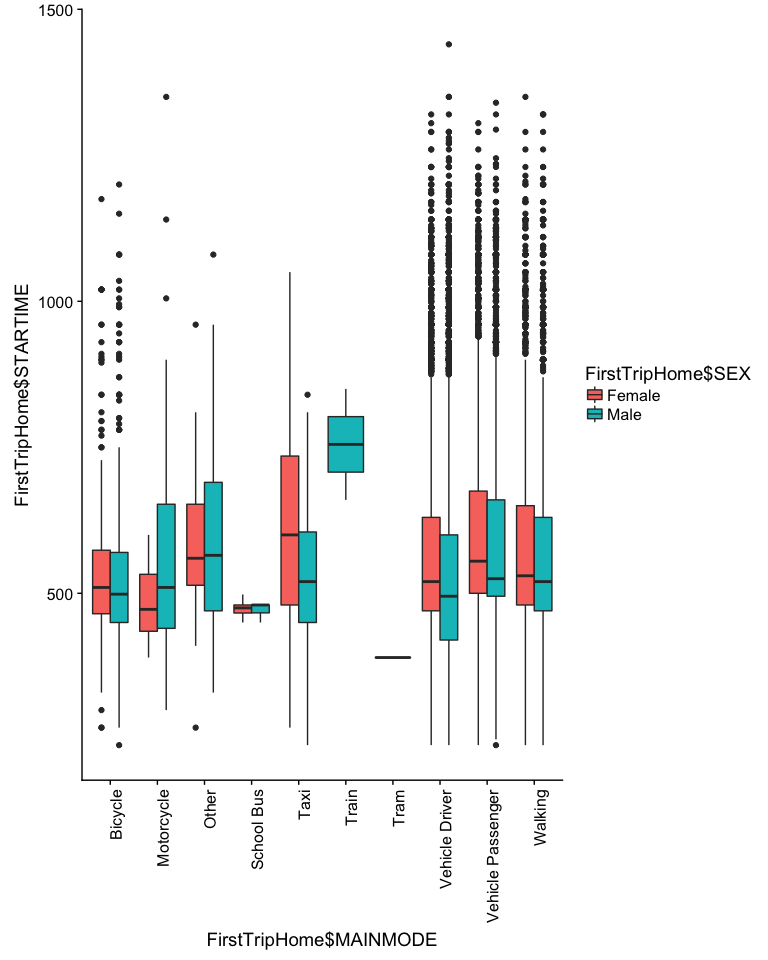 1500
1000
500
FirstTripHome$STARTIME
Bicycle
Motorcycle
Other
School Bus
Taxi
Train
Tram
Vehicle Driver
Vehicle Passenger
Walking
FirstTripHome$MAINMODE
FirstTripHome$SEX
Female
Male